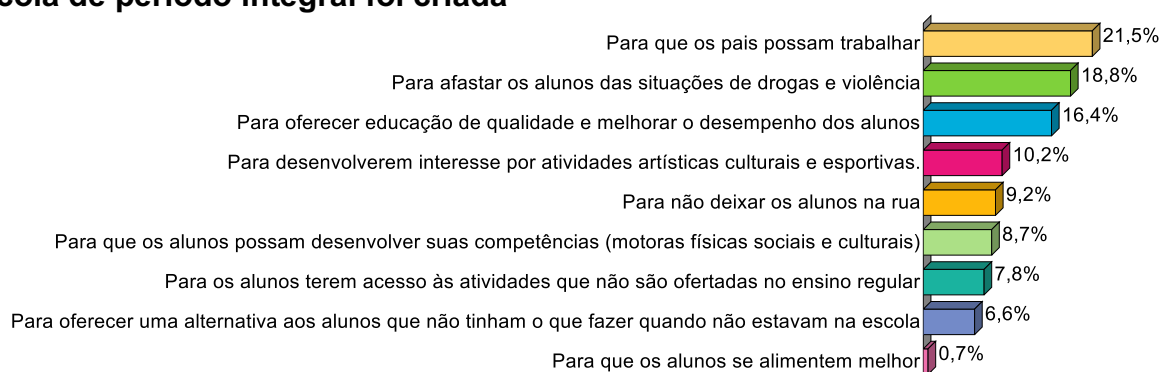 de período integral foi criada
Para que os pais possam trabalhar 21,5%
Para afastar os alunos das situações de drogas e violência 18,8%
Para oferecer educação de qualidade e melhorar o desempenho dos alunos 16,4%
Para desenvolverem interesse por atividades artísticas culturais e esportivas. 10,2%
Para não deixar os alunos na rua 9,2%
Para que os alunos possam desenvolver suas competências (motoras físicas sociais e culturais) 8,7%
Para os alunos terem acesso às atividades que não são ofertadas no ensino regular 7,8%
Para oferecer uma alternativa aos alunos que não tinham o que fazer quando não estavam na escola 6,6%
Para que os alunos se alimentem melhor 0,7%